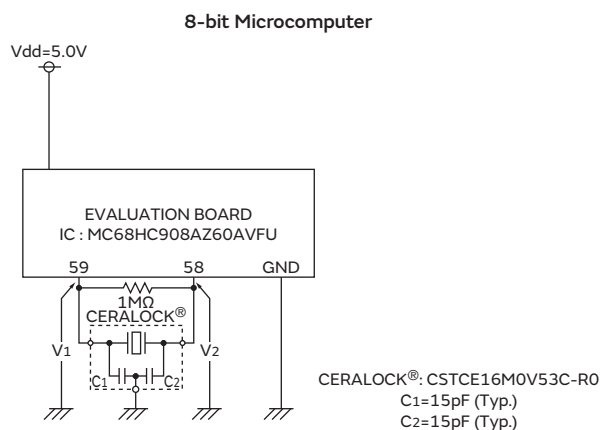 8-bit Microcomputer
Vdd=5.0V
EVALUATION BOARD
IC : MC68HC908AZ60AVFU
59 58 GND
1MΩ
CERALOCK®
V1 V2
C1 C2
CERALOCK®: CSTCE16M0V53C-R0
C1=15pF (Typ.)
C2=15pF (Typ.)